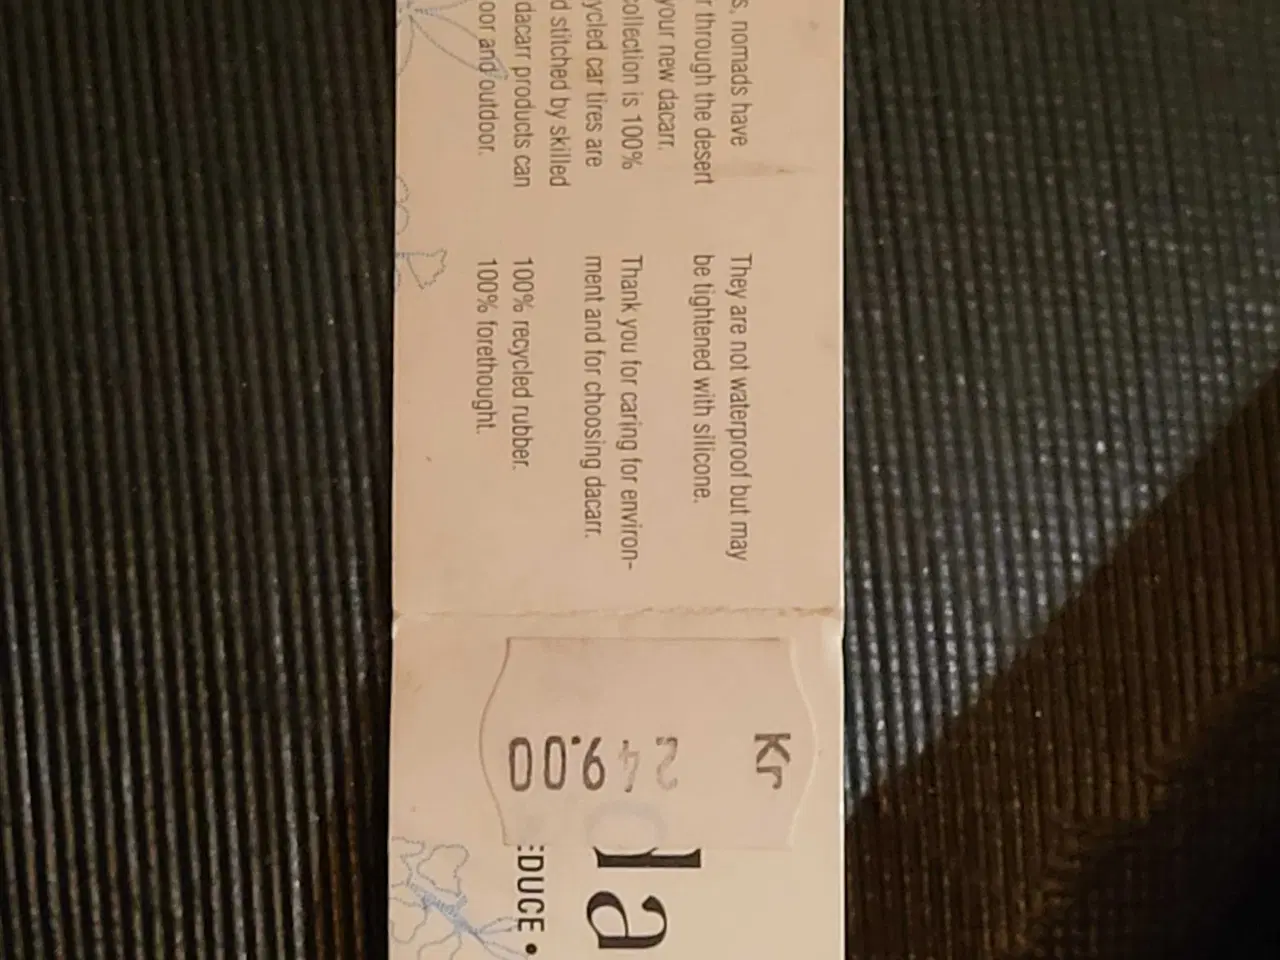 s, nomads have
r through the desert
your new dacarr.
collection is 100%
ycled car tires are
d stitched by skilled
dacarr products can
oor and outdoor.
They are not waterproof but may
be tightened with silicone.
Thank you for caring for environ-
ment and for choosing dacarr.
100% recycled rubber.
100% forethought.
Kr
249.00
da
EDUCE •